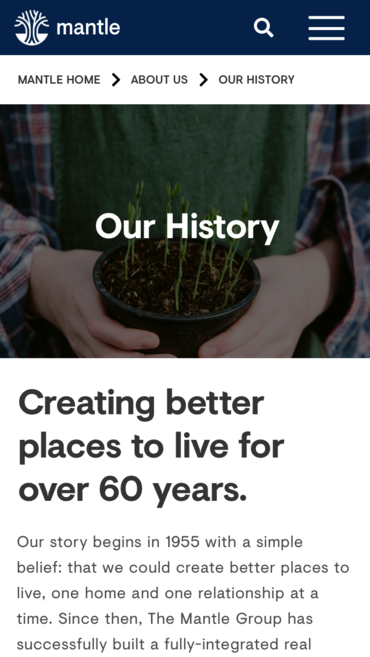 mantle
MANTLE HOME
ABOUT US
OUR HISTORY
Our History
Creating better
places to live for
over 60 years.
Our story begins in 1955 with a simple
belief: that we could create better places to
live, one home and one relationship at a
time. Since then, The Mantle Group has
successfully built a fully-integrated real